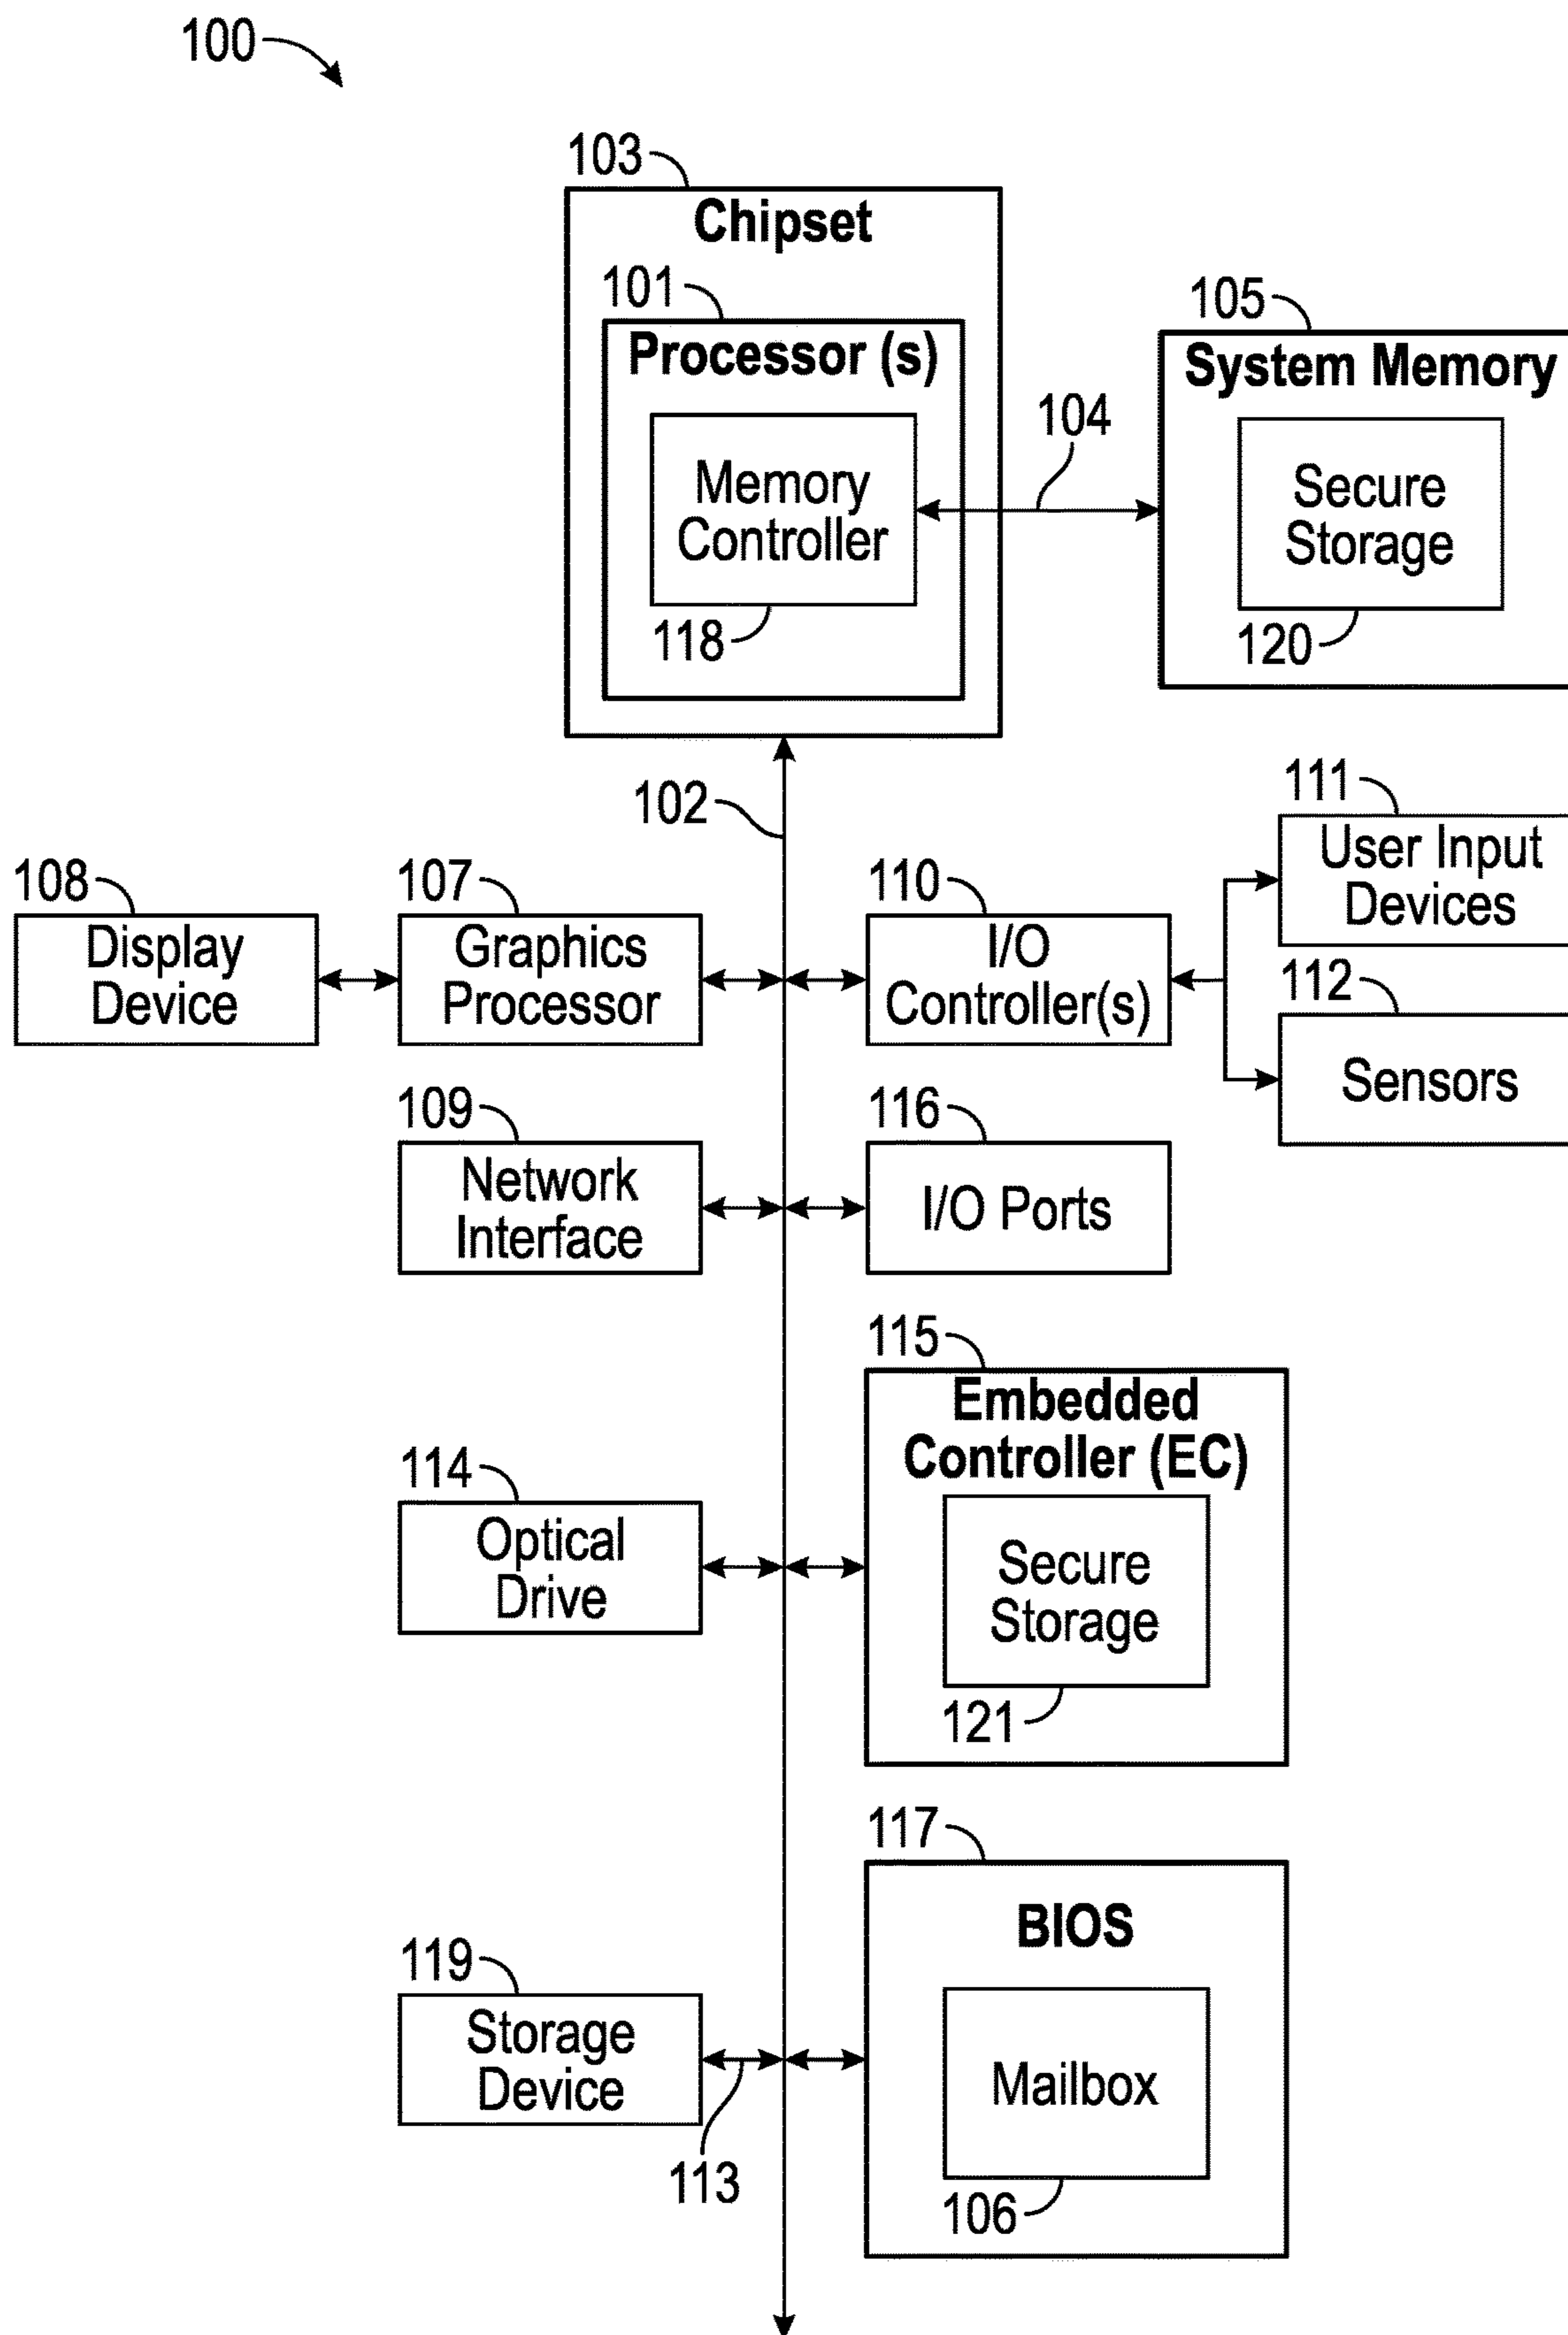 100
103
Chipset
101
Processor (s)
Memory
Controller
118
104
105
System Memory
Secure
Storage
120
102
111
User Input
Devices
108
Display
Device
107
Graphics
Processor
110
I/O
Controller(s)
112
Sensors
109
Network
Interface
116
I/O Ports
115
Embedded
Controller (EC)
Secure
Storage
121
114
Optical
Drive
117
BIOS
Mailbox
106
119
Storage
Device
113